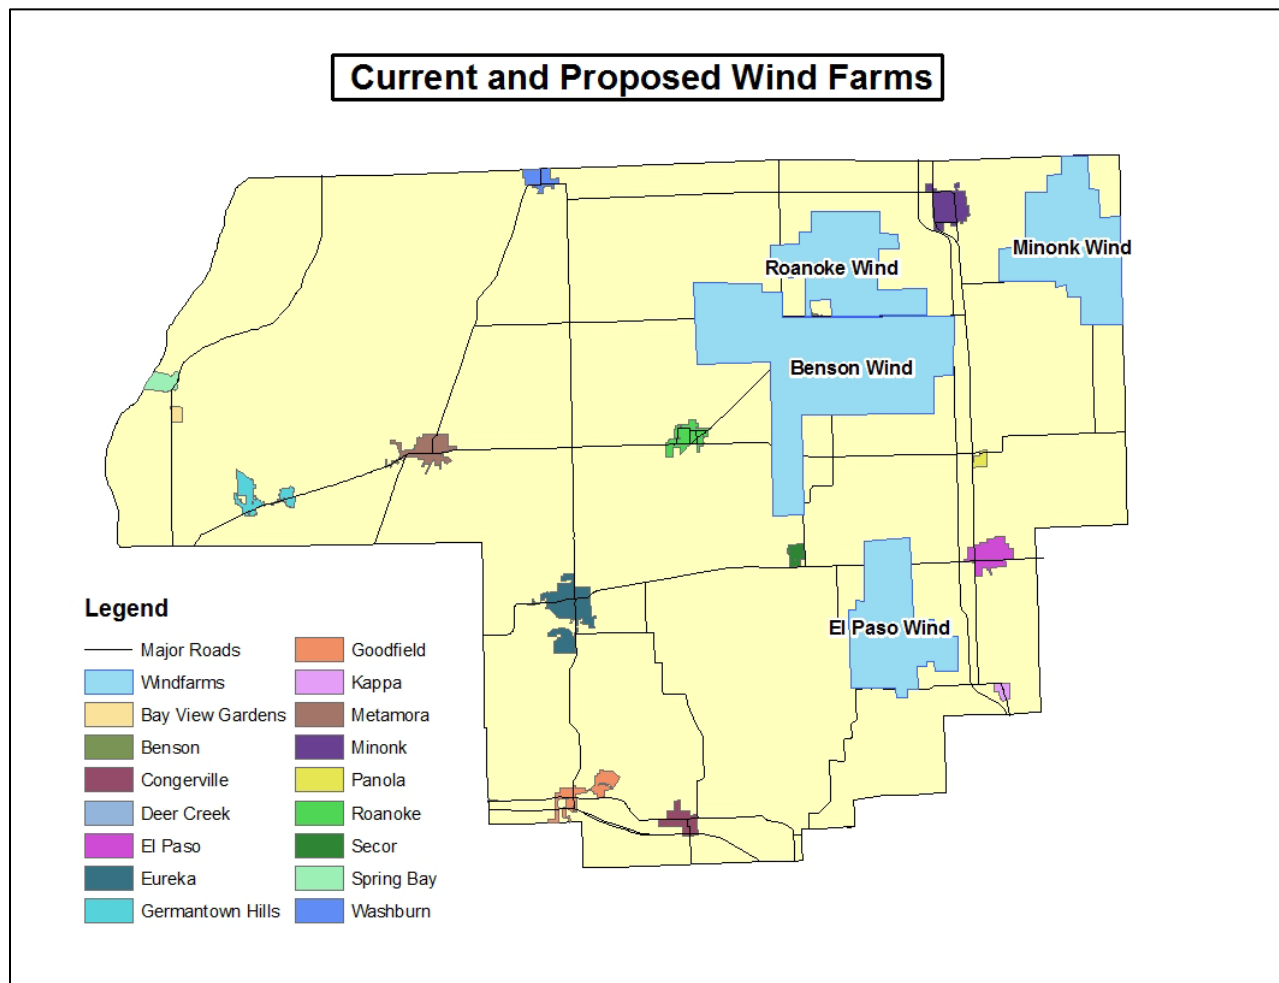 Current and Proposed Wind Farms
Minonk Wind
Roanoke Wind
Benson Wind
El Paso Wind
Legend
Major Roads
Windfarms
Bay View Gardens
Benson
Congerville
Deer Creek
El Paso
Eureka
Germantown Hills
Goodfield
Kappa
Metamora
Minonk
Panola
Roanoke
Secor
Spring Bay
Washburn